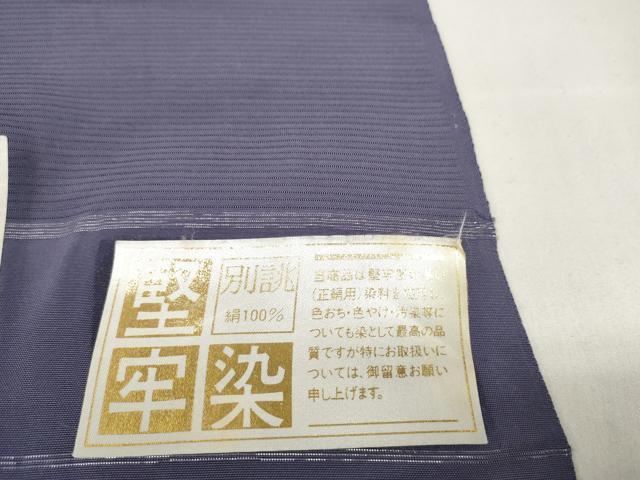 堅牢染
別誂
絹100%
当商品は堅牢
(正絹用)染料を
色おち・色やけ・汚染等に
ついても染として最高の品
質ですが特にお取扱いに
ついては、御留意お願い
申し上げます。